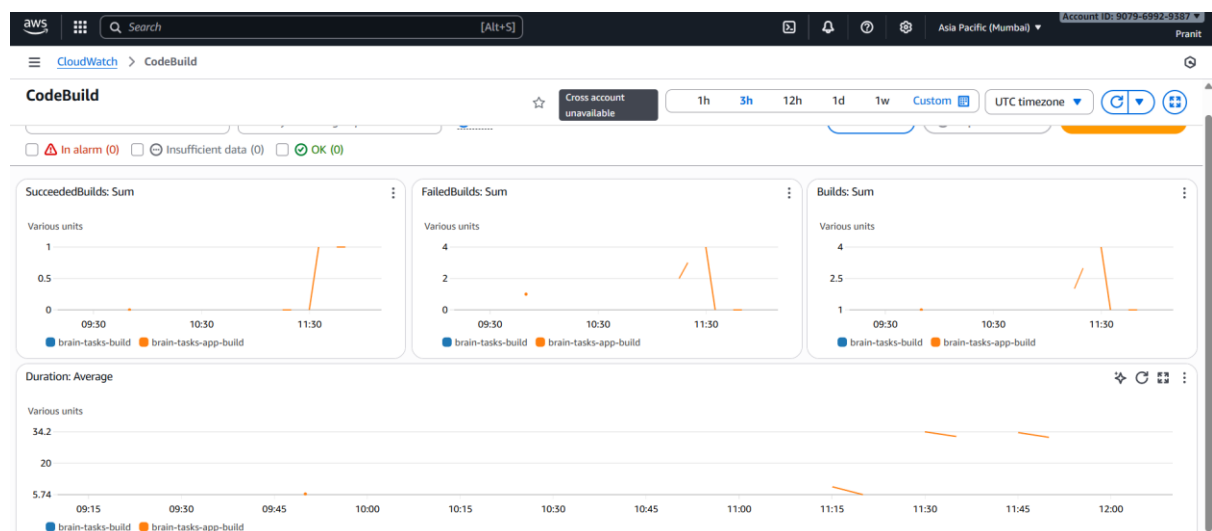 aws Search [Alt+S] Asia Pacific (Mumbai) Account ID: 9079-6992-9387
Pranit
CloudWatch > CodeBuild
CodeBuild
Cross account unavailable
1h 3h 12h 1d 1w Custom UTC timezone
In alarm (0) Insufficient data (0) OK (0)
SucceededBuilds: Sum
Various units
1
0.5
0
09:30 10:30 11:30
brain-tasks-build brain-tasks-app-build
FailedBuilds: Sum
Various units
4
2
0
09:30 10:30 11:30
brain-tasks-build brain-tasks-app-build
Builds: Sum
Various units
4
2.5
1
09:30 10:30 11:30
brain-tasks-build brain-tasks-app-build
Duration: Average
Various units
34.2
20
5.74
09:15 09:30 09:45 10:00 10:15 10:30 10:45 11:00 11:15 11:30 11:45 12:00
brain-tasks-build brain-tasks-app-build